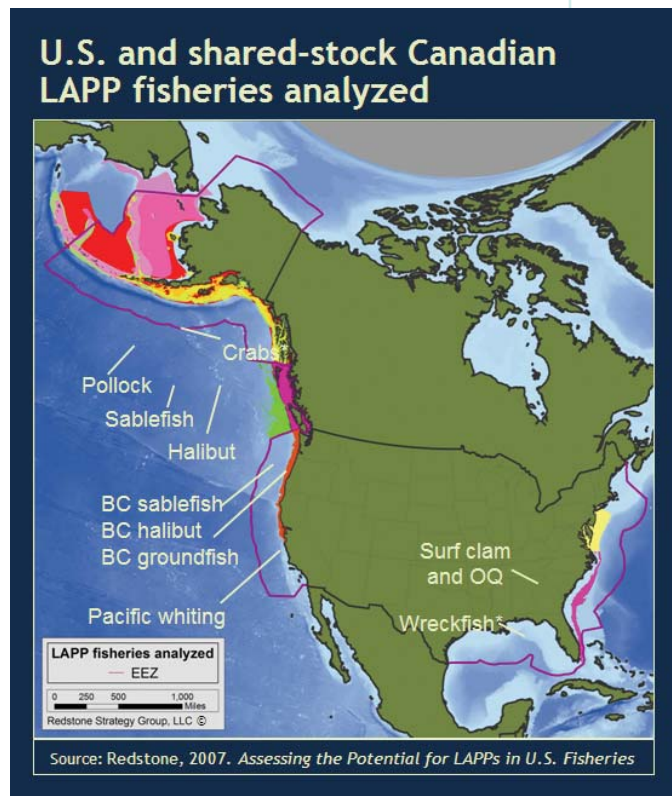 U.S. and shared-stock Canadian
LAPP fisheries analyzed
Crabs*
Pollock
Sablefish
Halibut
BC sablefish
BC halibut
BC groundfish
Surf clam
and OQ
Pacific whiting
Wreckfish*
LAPP fisheries analyzed
EEZ
0 250 500 1,000
Miles
Redstone Strategy Group, LLC ©
Source: Redstone, 2007. Assessing the Potential for LAPPs in U.S. Fisheries